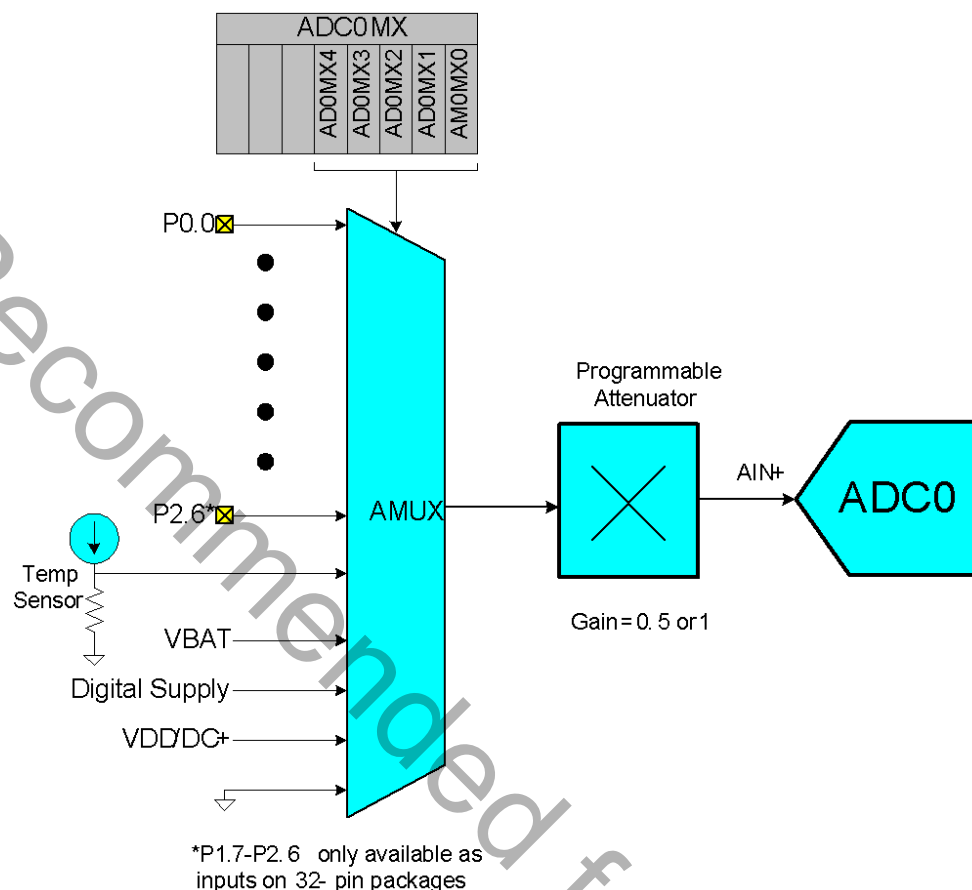 ADC0MX
AD0MX4
AD0MX3
AD0MX2
AD0MX1
AM0MX0
P0.0
Programmable
Attenuator
P2.6*
AMUX
AIN+
ADC0
Temp
Sensor
Gain = 0. 5 or 1
VBAT
Digital Supply
VDD/DC+
*P1.7-P2. 6 only available as
inputs on 32- pin packages
Recommended f